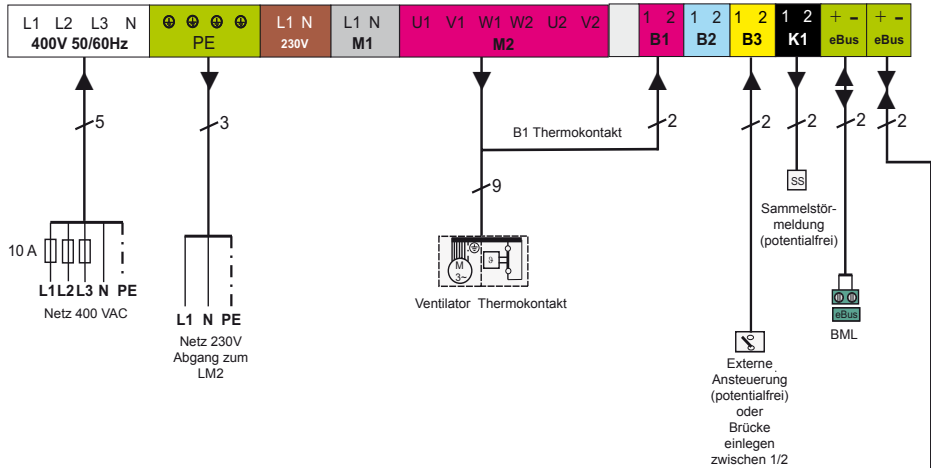 L1 L2 L3 N
400V 50/60Hz
PE
L1 N
230V
L1 N
M1
U1 V1 W1 W2 U2 V2
M2
1 2
B1
1 2
B2
1 2
B3
1 2
K1
+ -
eBus
+ -
eBus
5
3
B1 Thermokontakt
2
2
2
2
2
9
10 A
L1 L2 L3 N PE
Netz 400 VAC
L1 N PE
Netz 230V
Abgang zum
LM2
M
3~
Ventilator Thermokontakt
SS
Sammelstör-
meldung
(potentialfrei)
eBus
BML
Externe
Ansteuerung
(potentialfrei)
oder
Brücke
einlegen
zwischen 1/2